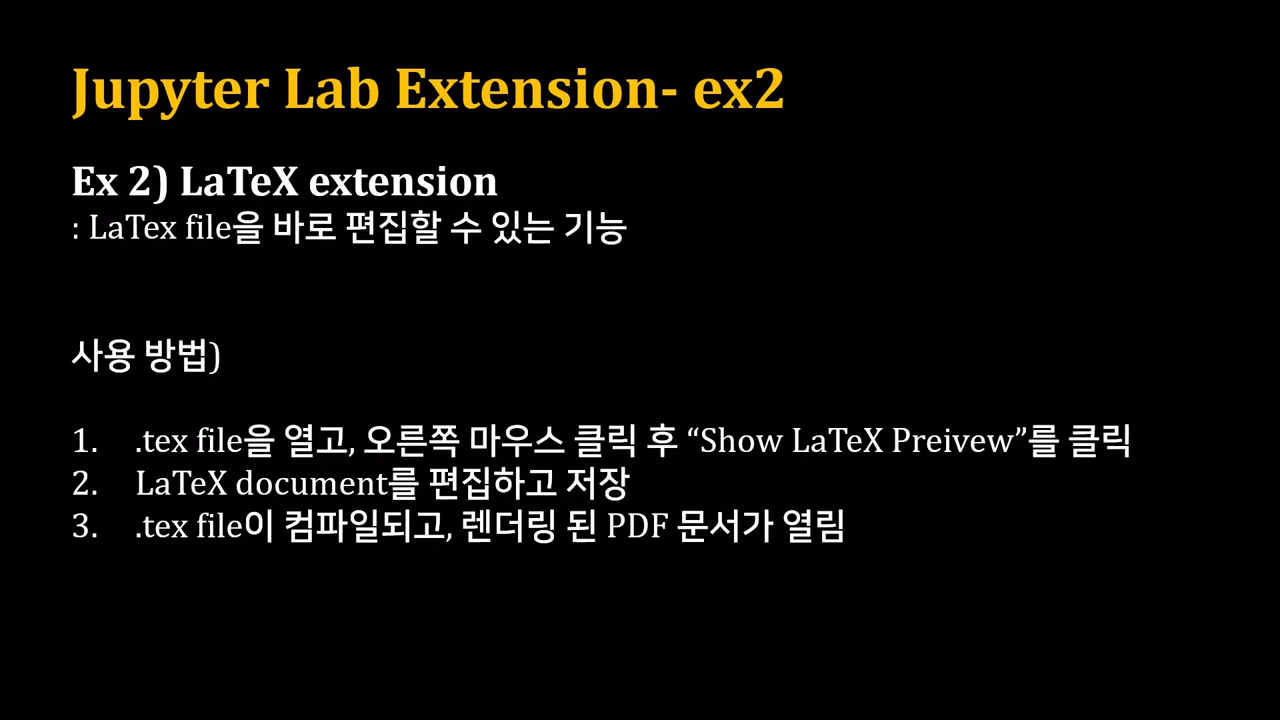 Jupyter Lab Extension- ex2
Ex 2) LaTeX extension
: LaTex file을 바로 편집할 수 있는 기능
사용 방법)
1. .tex file을 열고, 오른쪽 마우스 클릭 후 “Show LaTeX Preivew”를 클릭
2. LaTeX document를 편집하고 저장
3. .tex file이 컴파일되고, 렌더링 된 PDF 문서가 열림